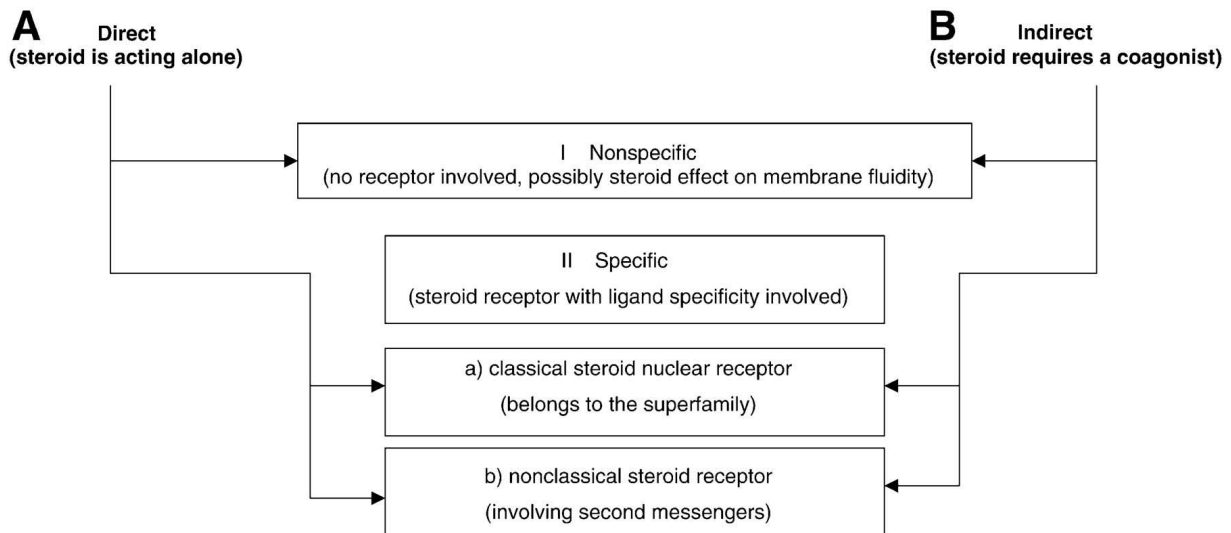 A
Direct
(steroid is acting alone)
B
Indirect
(steroid requires a coagonist)
I Nonspecific
(no receptor involved, possibly steroid effect on membrane fluidity)
II Specific
(steroid receptor with ligand specificity involved)
a) classical steroid nuclear receptor
(belongs to the superfamily)
b) nonclassical steroid receptor
(involving second messengers)